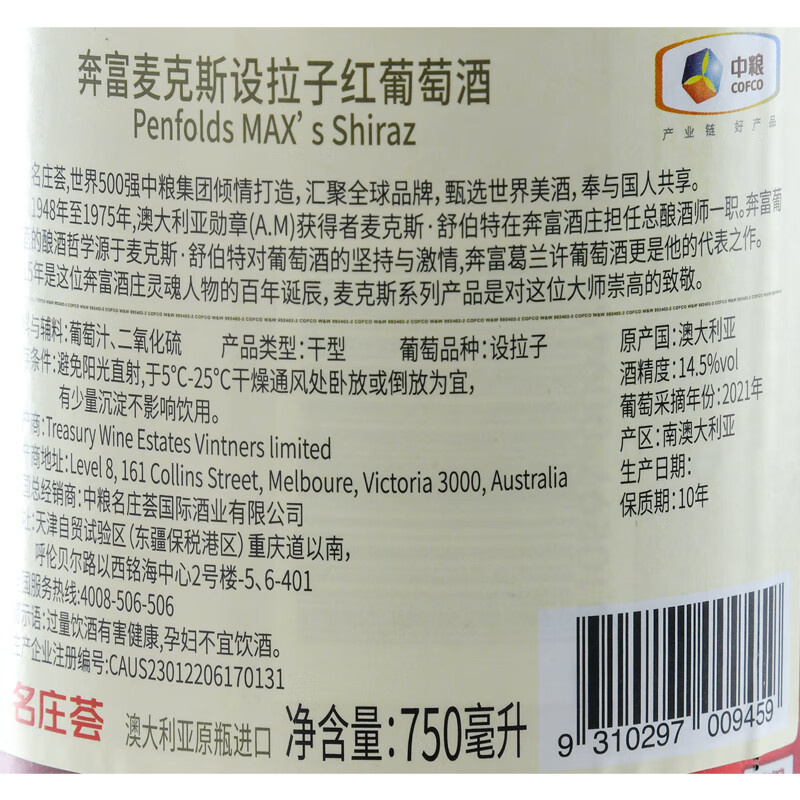 奔富麦克斯设拉子红葡萄酒
Penfolds MAX's Shiraz
中粮
COFCO
产业链 好产品
名庄荟,世界500强中粮集团倾情打造,汇聚全球品牌,甄选世界美酒,奉与国人共享。
1948年至1975年,澳大利亚勋章(A.M)获得者麦克斯·舒伯特在奔富酒庄担任总酿酒师一职。奔富葡
的酿酒哲学源于麦克斯·舒伯特对葡萄酒的坚持与激情,奔富葛兰许葡萄酒更是他的代表之作。
5年是这位奔富酒庄灵魂人物的百年诞辰,麦克斯系列产品是对这位大师崇高的致敬。
与辅料:葡萄汁、二氧化硫 产品类型:干型 葡萄品种:设拉子
条件:避免阳光直射,于5°C-25°C干燥通风处卧放或倒放为宜,
有少量沉淀不影响饮用。
商:Treasury Wine Estates Vintners limited
商地址:Level 8, 161 Collins Street, Melboure, Victoria 3000, Australia
总经销商:中粮名庄荟国际酒业有限公司
址:天津自贸试验区(东疆保税港区)重庆道以南,
呼伦贝尔路以西铭海中心2号楼-5、6-401
国服务热线:4008-506-506
示语:过量饮酒有害健康,孕妇不宜饮酒。
生产企业注册编号:CAUS23012206170131
原产国:澳大利亚
酒精度:14.5%vol
葡萄采摘年份:2021年
产区:南澳大利亚
生产日期:
保质期:10年
名庄荟 澳大利亚原瓶进口 净含量:750毫升
9 310297 009459